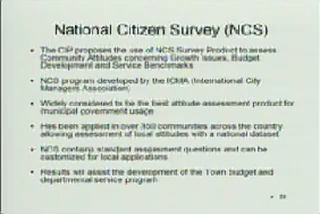 National Citizen Survey (NCS)
• The CIP proposes the use of NCS Survey Product to assess
Community Attitudes concerning Growth Issues, Budget
Development and Service Benchmarks
• NCS program developed by the ICMA (International City
Managers Association)
• Widely considered to be the best attitude assessment product for
municipal government usage
• Has been applied in over 350 communities across the country
allowing assessment of local attitudes with a national dataset
• NCS contains standard assessment questions and can be
customized for local applications
• Results will assist the development of the Town budget and
departmental service program